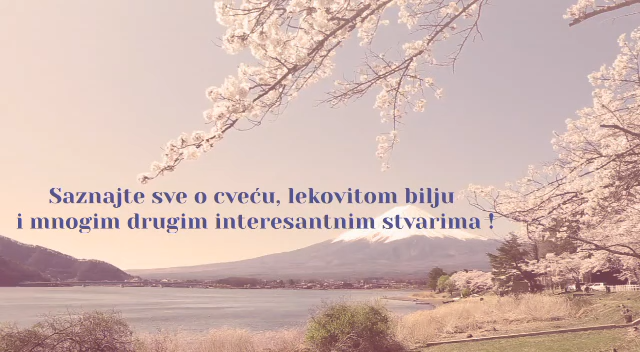 Saznajte sve o cveću, lekovitom bilju
i mnogim drugim interesantnim stvarima !